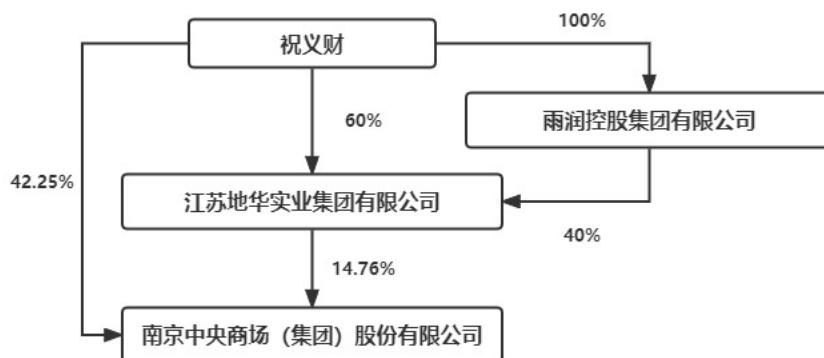 祝义财
100%
雨润控股集团有限公司
60%
42.25%
江苏地华实业集团有限公司
40%
14.76%
南京中央商场（集团）股份有限公司